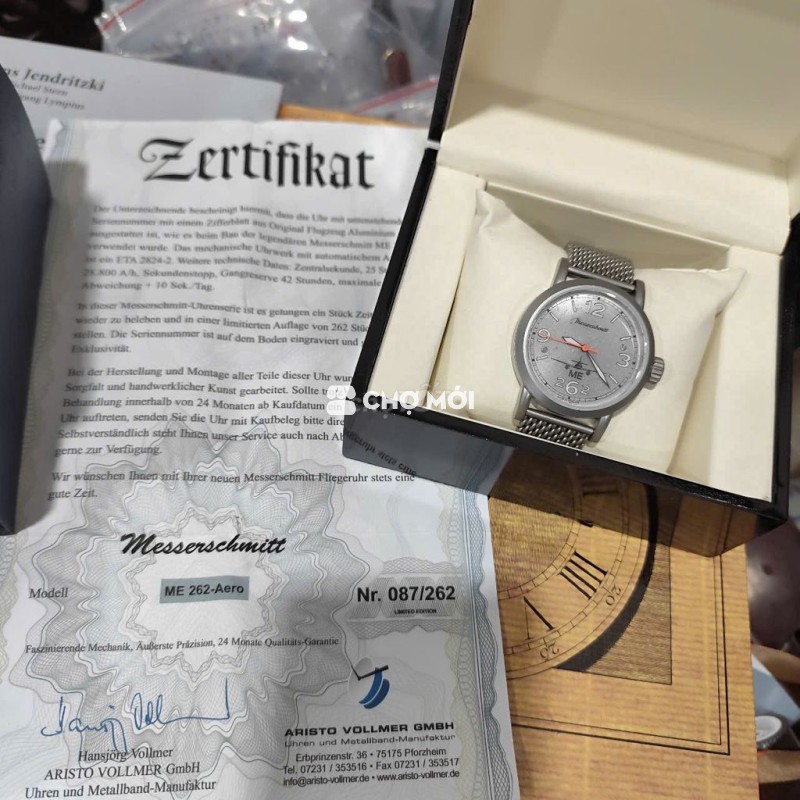 ns Jendritzki
Michael Stern
Wolfgang Lympius
Zertifikat
Der Unterzeichnende bescheinigt hiermit, dass die Uhr mit untenstehender
Seriennummer mit einem Zifferblatt aus Original Flugzeug Aluminium
ausgestattet ist, wie es beim Bau der legendären Messerschmitt ME
verwendet wurde. Das mechanische Uhrwerk mit automatischem A
ist ein ETA 2824-2. Weitere technische Daten: Zentralsekunde, 25 St
28.800 A/h, Sekundenstopp, Gangreserve 42 Stunden, maximale
Abweichung + 10 Sek./Tag.
In dieser Messerschmitt-Uhrenserie ist es gelungen ein Stück Zeit
wieder zu beleben und in einer limitierten Auflage von 262 Stü
stellen. Die Seriennummer ist auf dem Boden eingraviert und
Exklusivität.
Bei der Herstellung und Montage aller Teile dieser Uhr wur
Sorgfalt und handwerklicher Kunst gearbeitet. Sollte tr
Behandlung innerhalb von 24 Monaten ab Kaufdatum
Uhr auftreten, senden Sie die Uhr mit Kaufbeleg bitte dire
Selbstverständlich steht Ihnen unser Service auch nach Ab
gerne zur Verfügung.
Wir wünschen Ihnen mit Ihrer neuen Messerschmitt Fliegeruhr stets eine
gute Zeit.
Messerschmitt
Modell
ME 262-Aero
Nr. 087/262
LIMITED EDITION
Faszinierende Mechanik, Äußerste Präzision, 24 Monate Qualitäts-Garantie
Hansjörg Vollmer
ARISTO VOLLMER GmbH
Uhren und Metallband-Manufaktur
ARISTO VOLLMER GMBH
Uhren und Metallband-Manufaktur
Erbprinzenstr. 36 • 75175 Pforzheim
Tel. 07231 / 353516 • Fax 07231 / 353517
info@aristo-vollmer.de • www.aristo-vollmer.de
CHỢ MỚI
12
Messerschmitt
9
3
ME
6
IIII
V
20